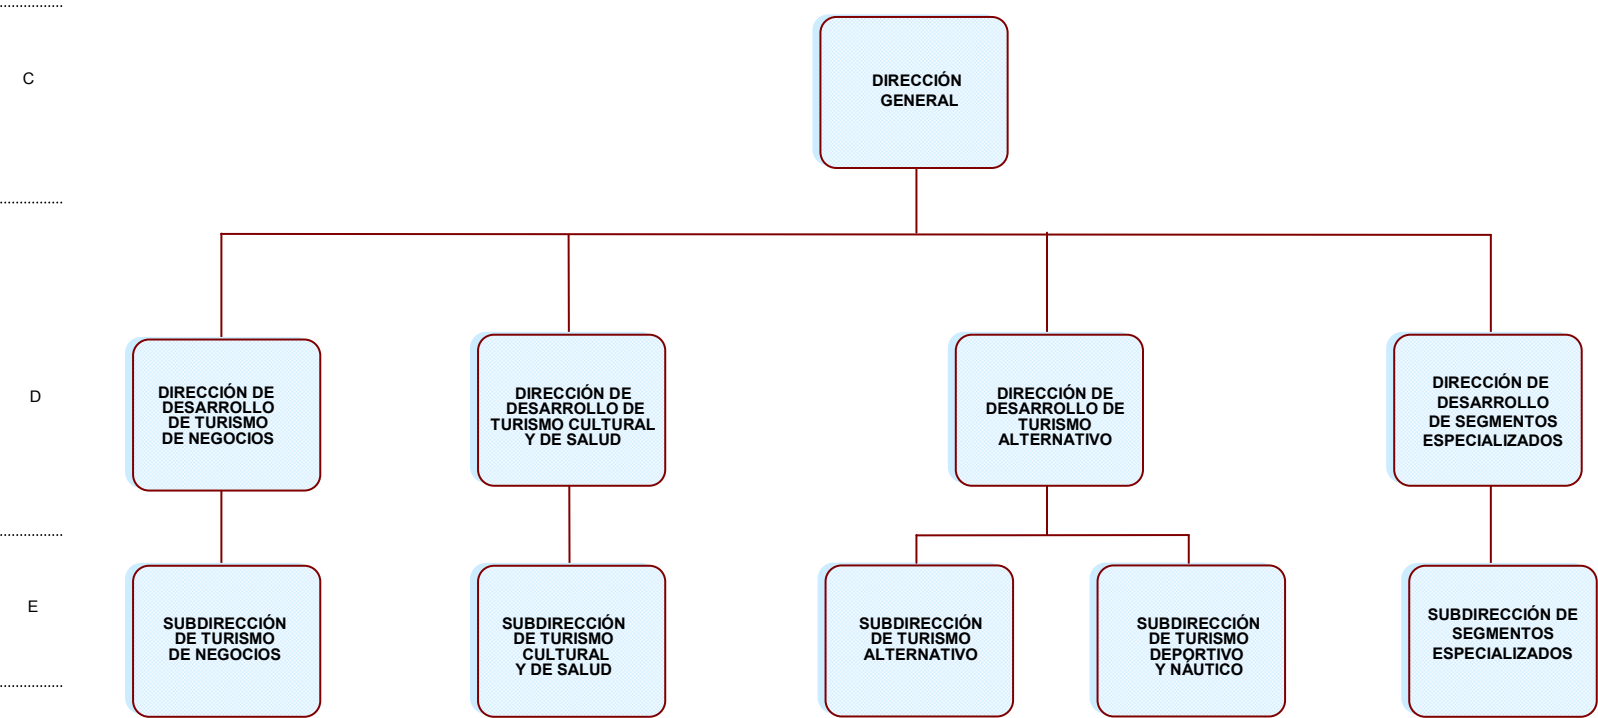 C
DIRECCIÓN
GENERAL
D
DIRECCIÓN DE
DESARROLLO
DE TURISMO
DE NEGOCIOS
DIRECCIÓN DE
DESARROLLO DE
TURISMO CULTURAL
Y DE SALUD
DIRECCIÓN DE
DESARROLLO DE
TURISMO
ALTERNATIVO
DIRECCIÓN DE
DESARROLLO
DE SEGMENTOS
ESPECIALIZADOS
E
SUBDIRECCIÓN
DE TURISMO
DE NEGOCIOS
SUBDIRECCIÓN
DE TURISMO
CULTURAL
Y DE SALUD
SUBDIRECCIÓN
DE TURISMO
ALTERNATIVO
SUBDIRECCIÓN
DE TURISMO
DEPORTIVO
Y NÁUTICO
SUBDIRECCIÓN DE
SEGMENTOS
ESPECIALIZADOS